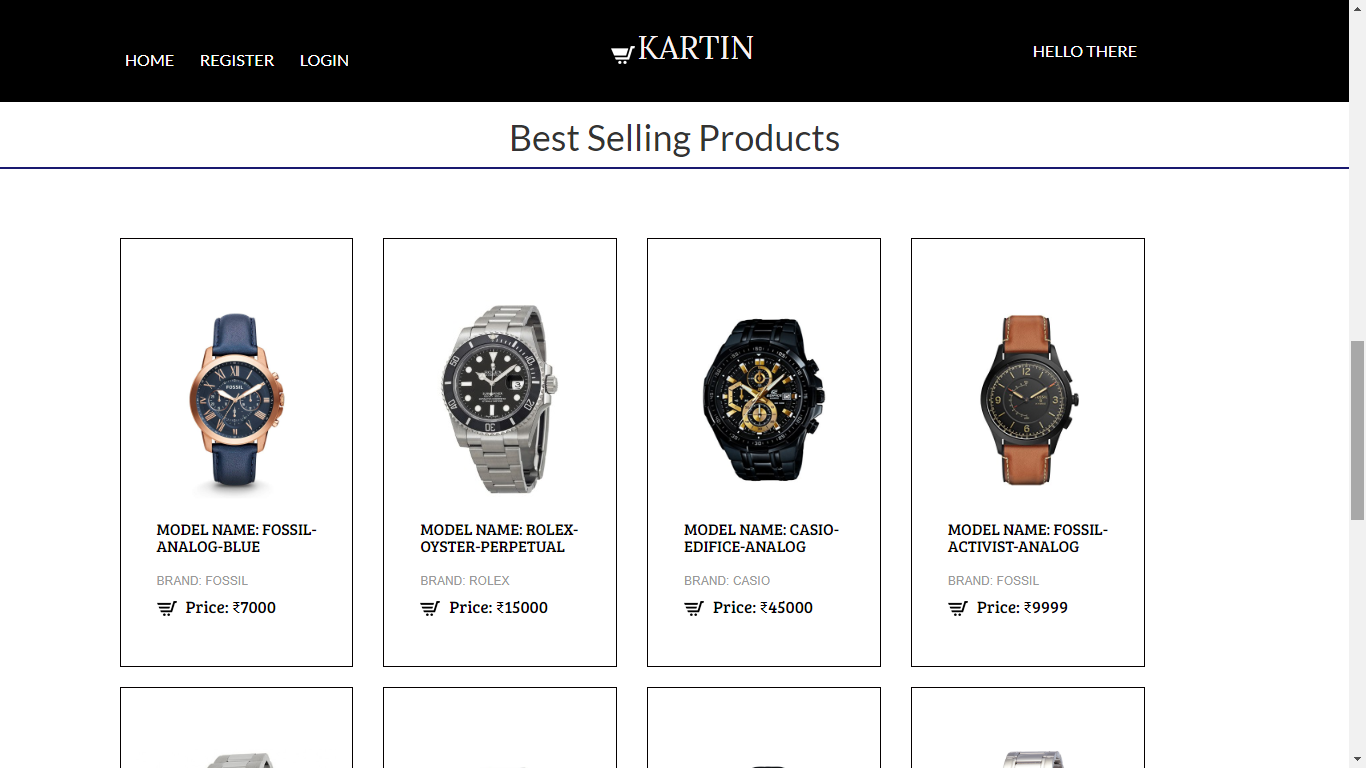 HOME REGISTER LOGIN
KARTIN
HELLO THERE
Best Selling Products
FOSSIL
MODEL NAME: FOSSIL-
ANALOG-BLUE
BRAND: FOSSIL
Price: ₹7000
MODEL NAME: ROLEX-
OYSTER-PERPETUAL
BRAND: ROLEX
Price: ₹15000
MODEL NAME: CASIO-
EDIFICE-ANALOG
BRAND: CASIO
Price: ₹45000
MODEL NAME: FOSSIL-
ACTIVIST-ANALOG
BRAND: FOSSIL
Price: ₹9999